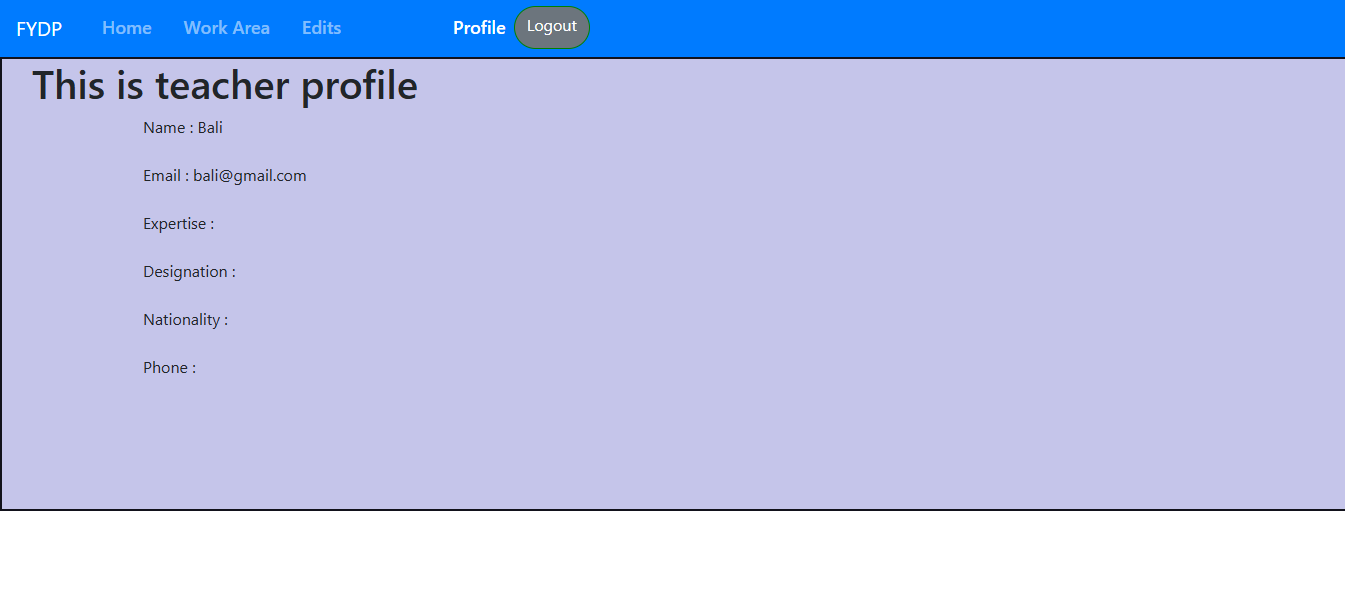 FYDP Home Work Area Edits Profile Logout
This is teacher profile
Name : Bali
Email : bali@gmail.com
Expertise :
Designation :
Nationality :
Phone :